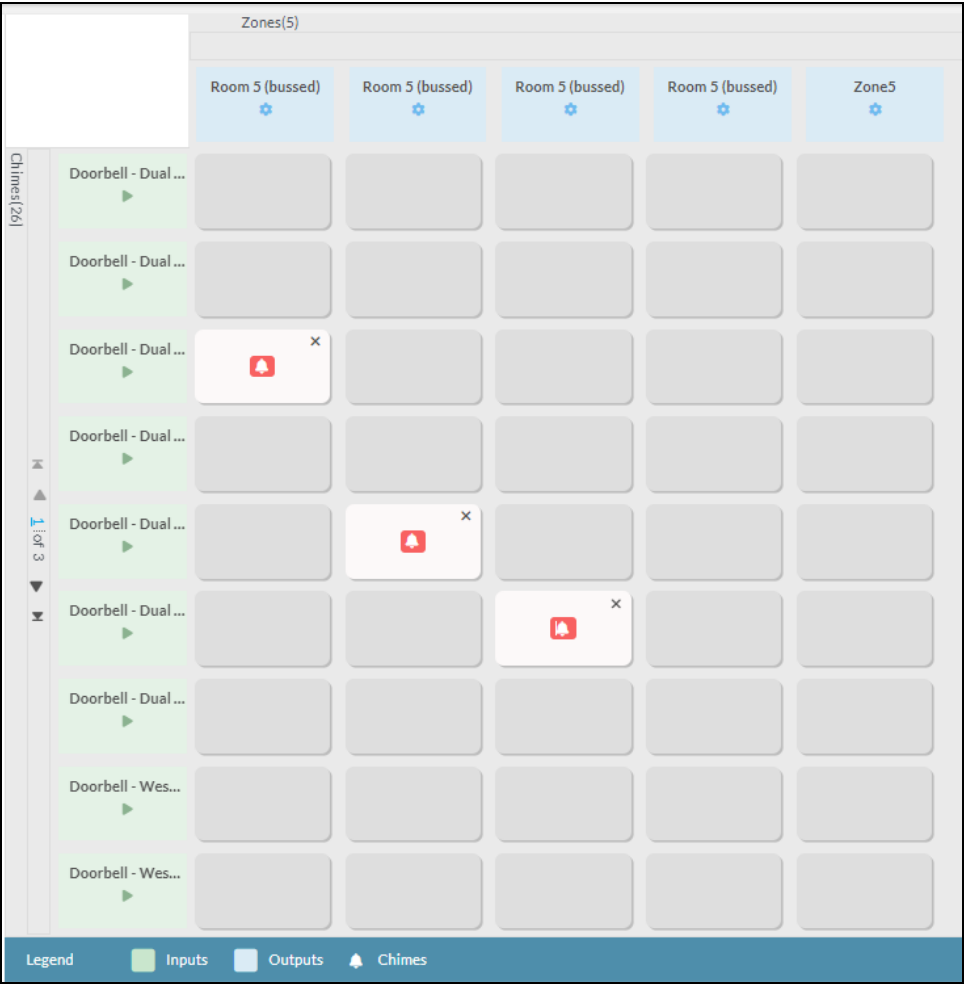 Zones(5)
Room 5 (bussed) Room 5 (bussed) Room 5 (bussed) Room 5 (bussed) Zone5
Chimes(26)
Doorbell - Dual ...
Doorbell - Dual ...
Doorbell - Dual ...
Doorbell - Dual ...
1 of 3
Doorbell - Dual ...
Doorbell - Dual ...
Doorbell - Dual ...
Doorbell - Wes...
Doorbell - Wes...
Legend Inputs Outputs Chimes